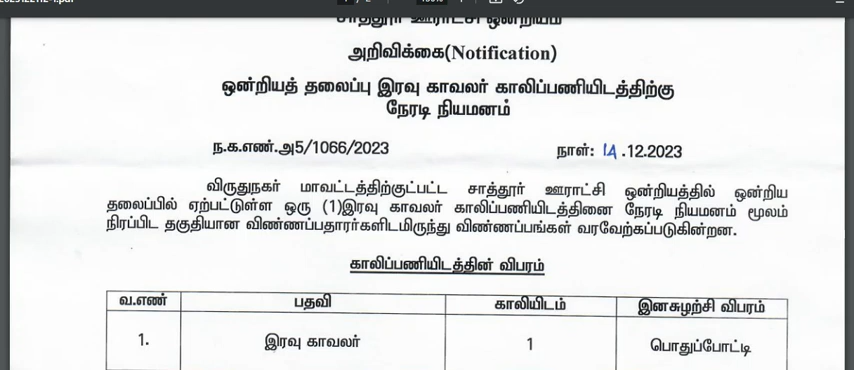 சாத்தூர் ஊராட்சி ஒன்றியம்
அறிவிக்கை(Notification)
ஒன்றியத் தலைப்பு இரவு காவலர் காலிப்பணியிடத்திற்கு
நேரடி நியமனம்
ந.க.எண்.அ5/1066/2023 நாள்: 14.12.2023
விருதுநகர் மாவட்டத்திற்குட்பட்ட சாத்தூர் ஊராட்சி ஒன்றியத்தில் ஒன்றிய
தலைப்பில் ஏற்பட்டுள்ள ஒரு (1)இரவு காவலர் காலிப்பணியிடத்தினை நேரடி நியமனம் மூலம்
நிரப்பிட தகுதியான விண்ணப்பதாரர்களிடமிருந்து விண்ணப்பங்கள் வரவேற்கப்படுகின்றன.
காலிப்பணியிடத்தின் விபரம்
வ.எண் பதவி காலியிடம் இனசுழற்சி விபரம்
1. இரவு காவலர் 1 பொதுப்போட்டி